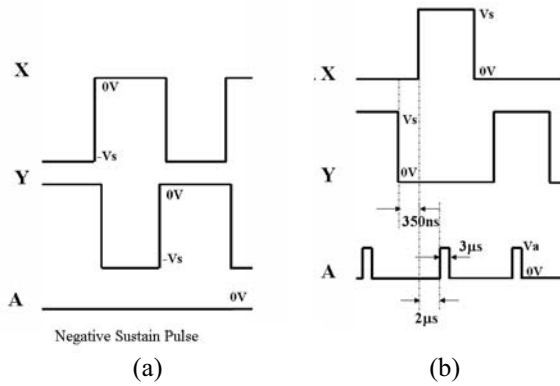 X
0V
-Vs
Y
0V
-Vs
A
0V
Negative Sustain Pulse
(a)
Vs
X
0V
Vs
Y
0V
350ns
3μs
Va
A
0V
2μs
(b)